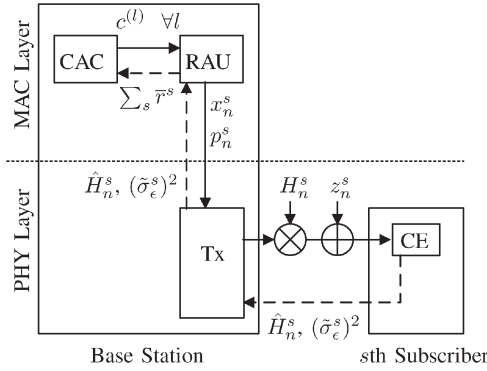 MAC Layer
c^{(l)} ∀l
CAC
RAU
∑_s r̄^s
x_n^s
p_n^s
PHY Layer
Ĥ_n^s, (σ̃_ϵ^s)^2
H_n^s
z_n^s
Tx
CE
Ĥ_n^s, (σ̃_ϵ^s)^2
Base Station
sth Subscriber